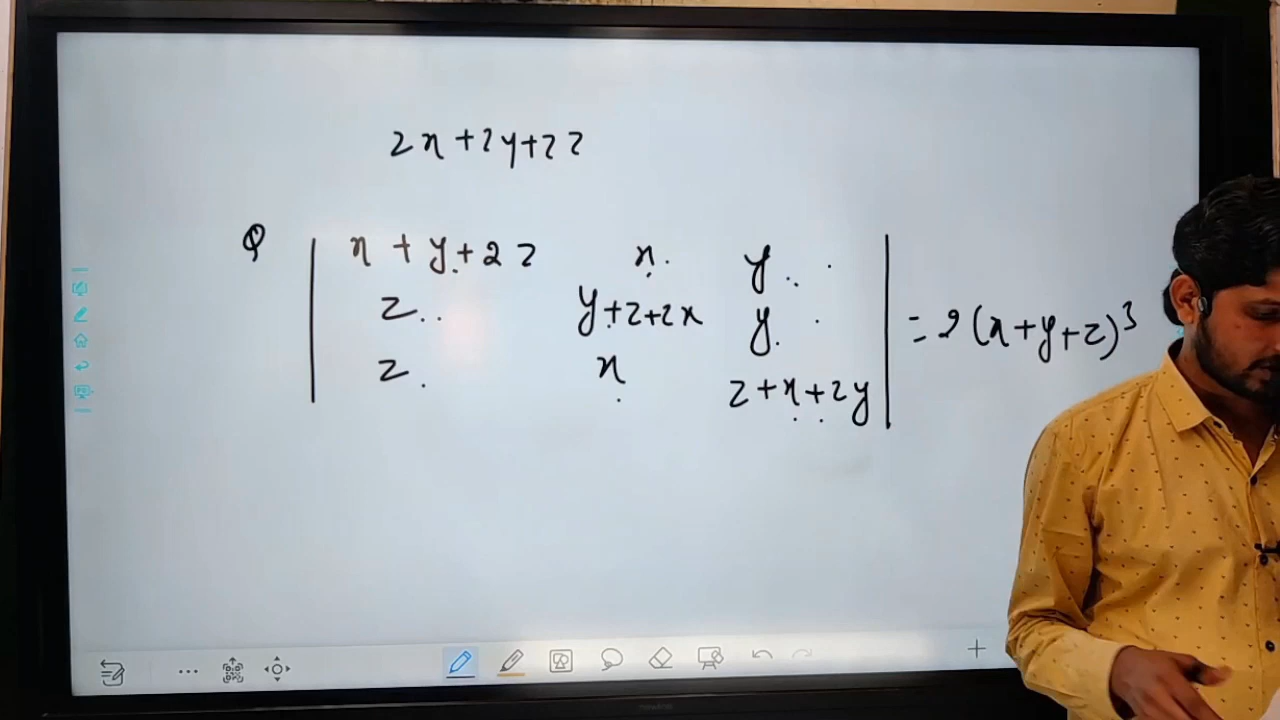 2x+2y+2z
Q | x+y+2z x y |
| z y+z+2x y | = 2(x+y+z)³
| z x z+x+2y |